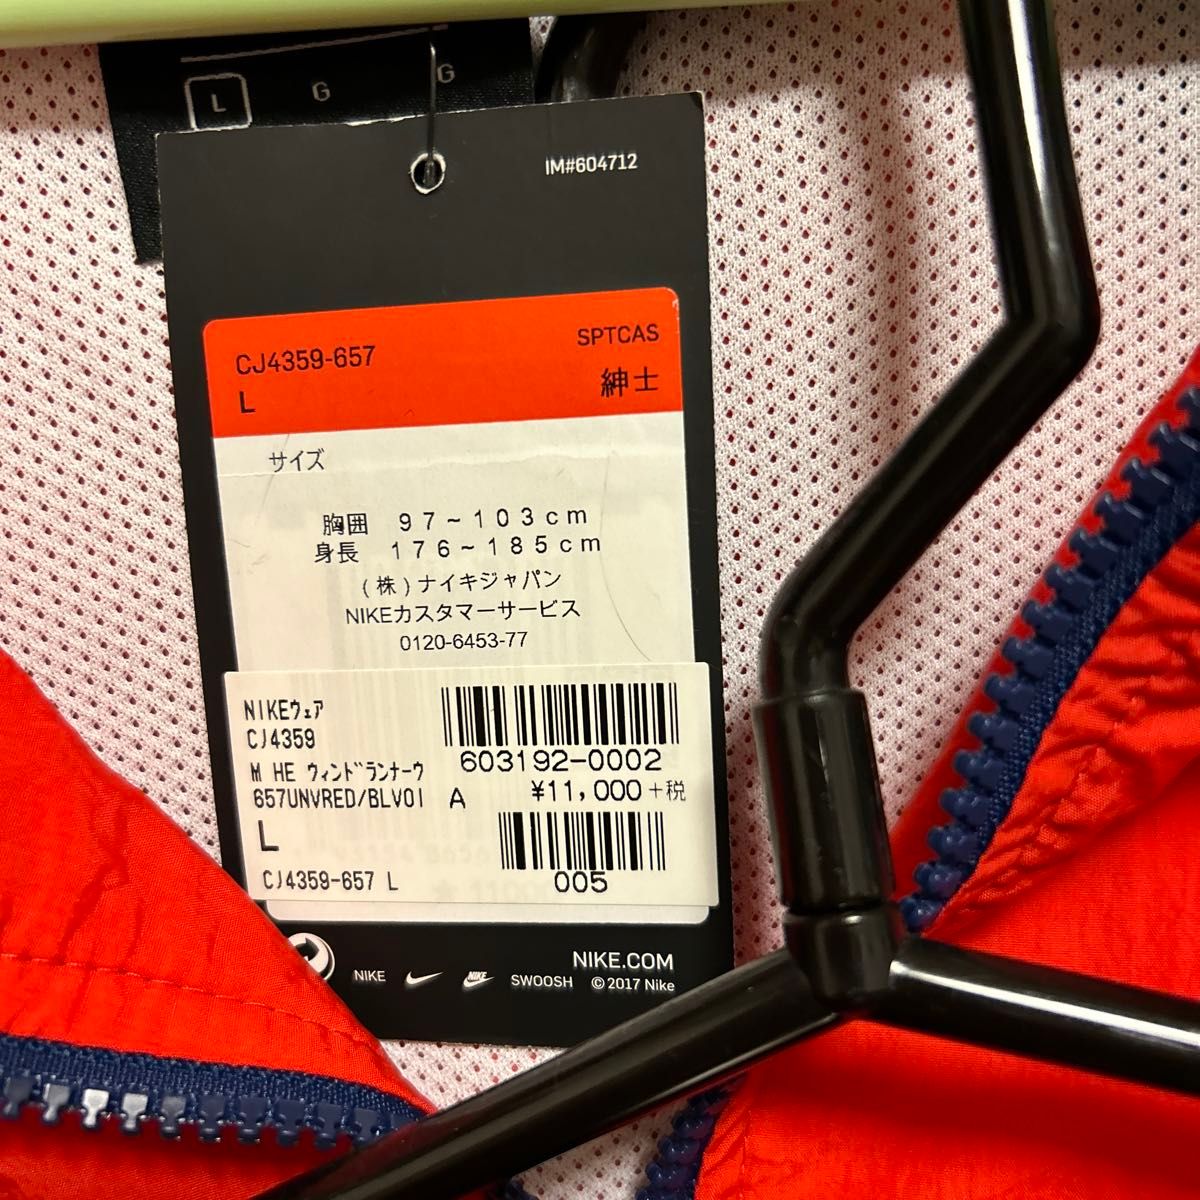 L G G
IM#604712
CJ4359-657 SPTCAS
L 紳士
サイズ
胸囲 97~103cm
身長 176~185cm
(株)ナイキジャパン
NIKEカスタマーサービス
0120-6453-77
NIKEウェア
CJ4359
603192-0002
M HE ウィンドランナーウ
¥11,000+税
657UNVRED/BLVOI A
L
005
CJ4359-657 L
NIKE.COM
NIKE NIKE SWOOSH ©2017 Nike